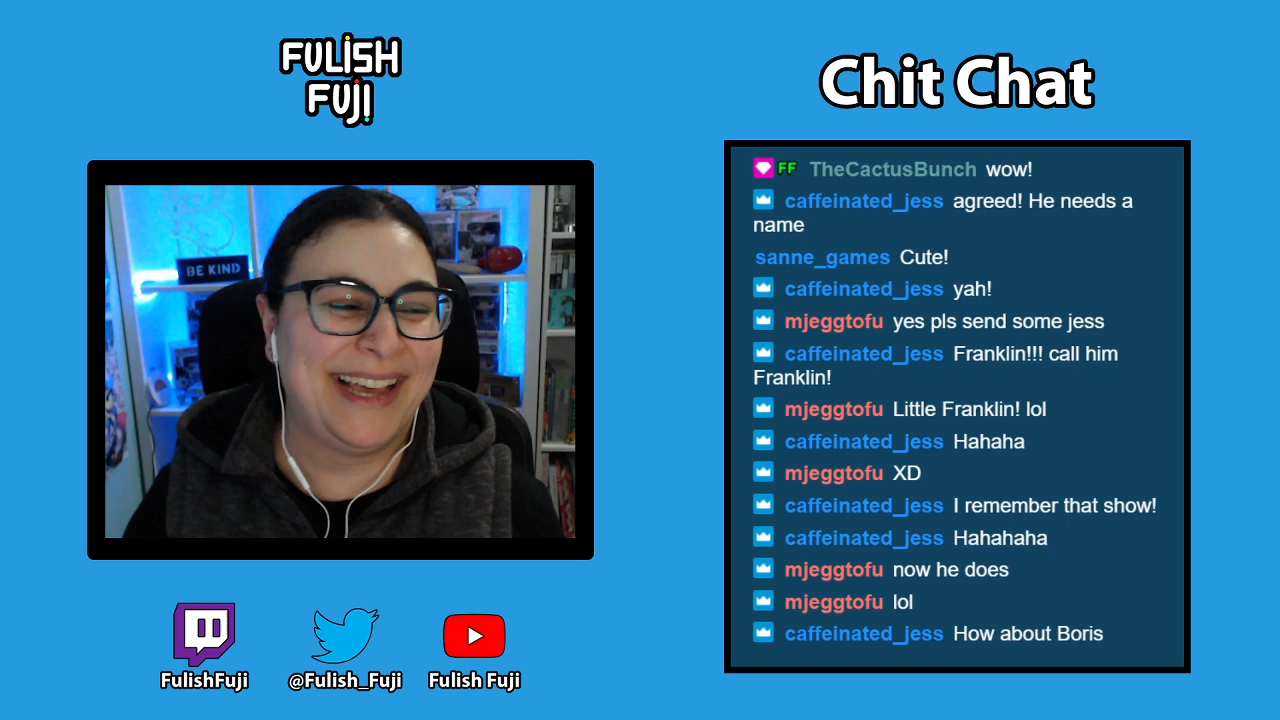 FULISH
FUJI
Chit Chat
BE KIND
FF TheCactusBunch wow!
caffeinated_jess agreed! He needs a
name
sanne_games Cute!
caffeinated_jess yah!
mjeggtofu yes pls send some jess
caffeinated_jess Franklin!!! call him
Franklin!
mjeggtofu Little Franklin! lol
caffeinated_jess Hahaha
mjeggtofu XD
caffeinated_jess I remember that show!
caffeinated_jess Hahahaha
mjeggtofu now he does
mjeggtofu lol
caffeinated_jess How about Boris
FulishFuji
@Fulish_Fuji
Fulish Fuji